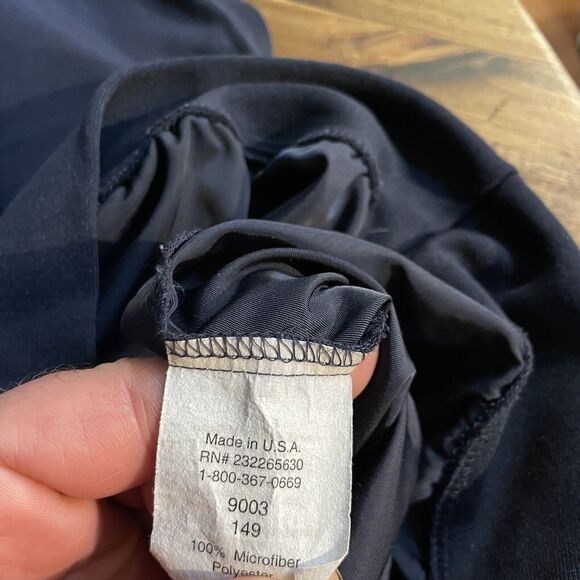 Made in U.S.A.
RN# 232265630
1-800-367-0669
9003
149
100% Microfiber
Polyester